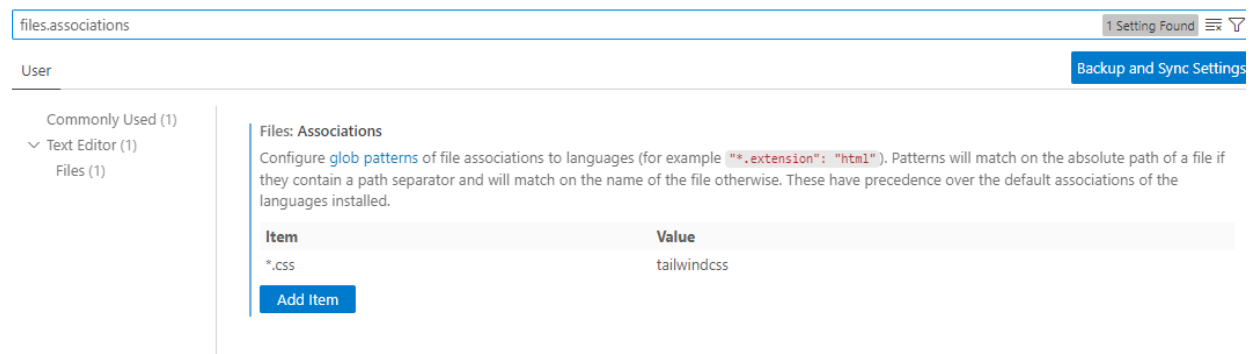 files.associations
1 Setting Found
User
Backup and Sync Settings
Commonly Used (1)
Text Editor (1)
Files (1)
Files: Associations
Configure glob patterns of file associations to languages (for example "*.extension": "html"). Patterns will match on the absolute path of a file if
they contain a path separator and will match on the name of the file otherwise. These have precedence over the default associations of the
languages installed.
Item Value
*.css tailwindcss
Add Item